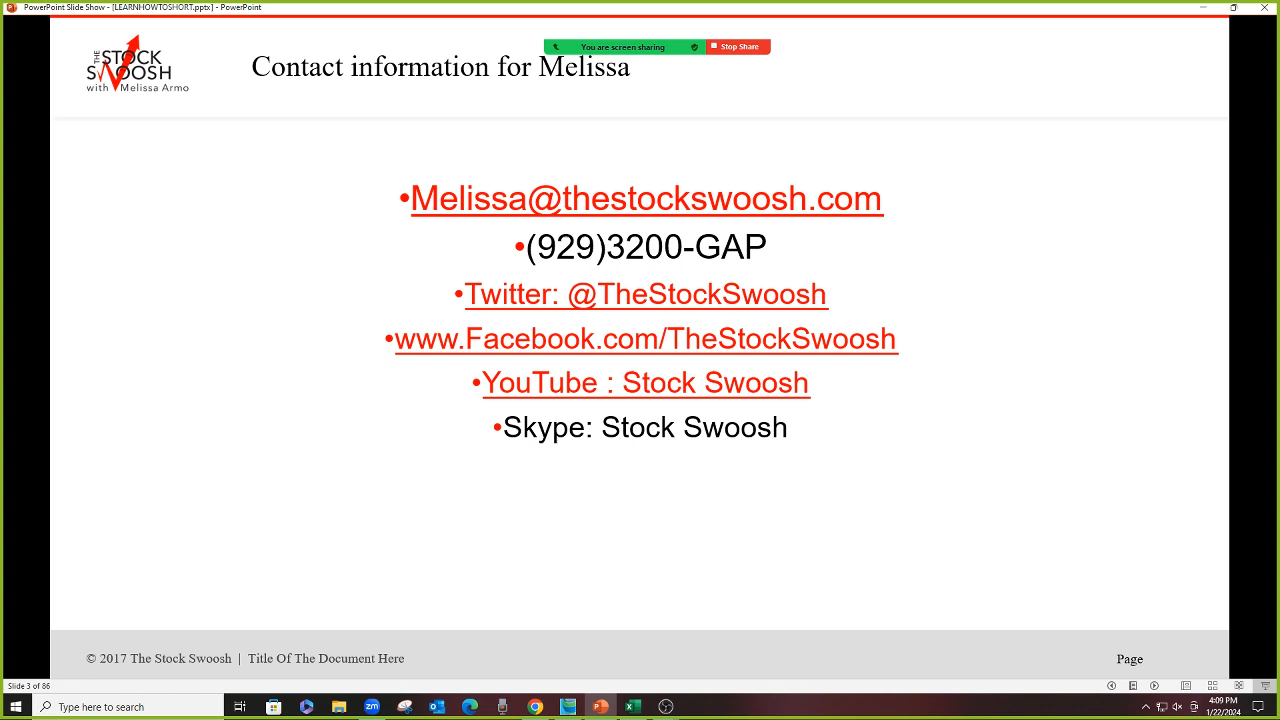 PowerPoint Slide Show - [LEARNHOWTOSHORT.pptx] - PowerPoint
You are screen sharing
Stop Share
THE STOCK SWOOSH
with Melissa Armo
Contact information for Melissa
•Melissa@thestockswoosh.com
•(929)3200-GAP
•Twitter: @TheStockSwoosh
•www.Facebook.com/TheStockSwoosh
•YouTube : Stock Swoosh
•Skype: Stock Swoosh
© 2017 The Stock Swoosh | Title Of The Document Here
Page
Slide 3 of 86
Type here to search
zm
4:09 PM
1/22/2024